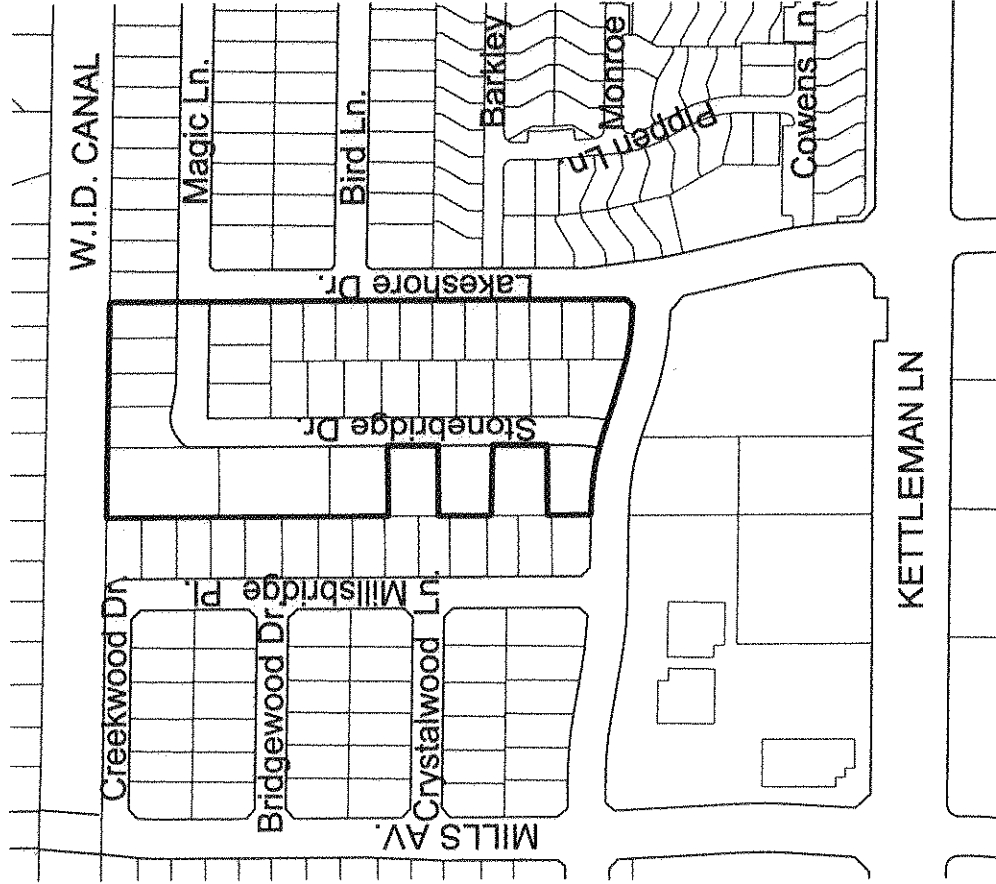 W.I.D. CANAL
Magic Ln.
Bird Ln.
Barkley
Monroe
Pippen Ln.
Cowens Ln
Lakeshore Dr.
Stonebridge Dr.
Millsbridge Pl.
Creekwood Dr.
Bridgewood Dr.
Crystalwood Ln.
MILLS AV.
KETTLEMAN LN